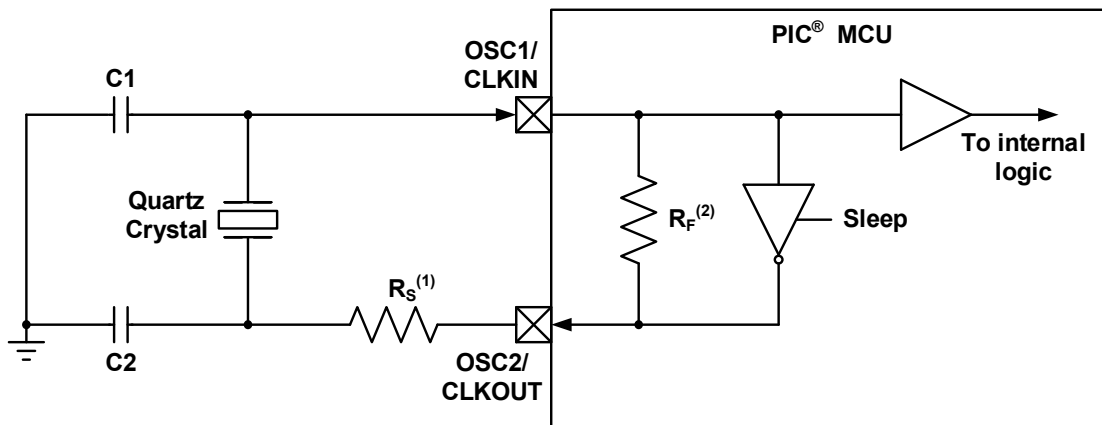 PIC® MCU
OSC1/
CLKIN
C1
To internal
logic
Quartz
Crystal
RF(2)
Sleep
RS(1)
C2
OSC2/
CLKOUT